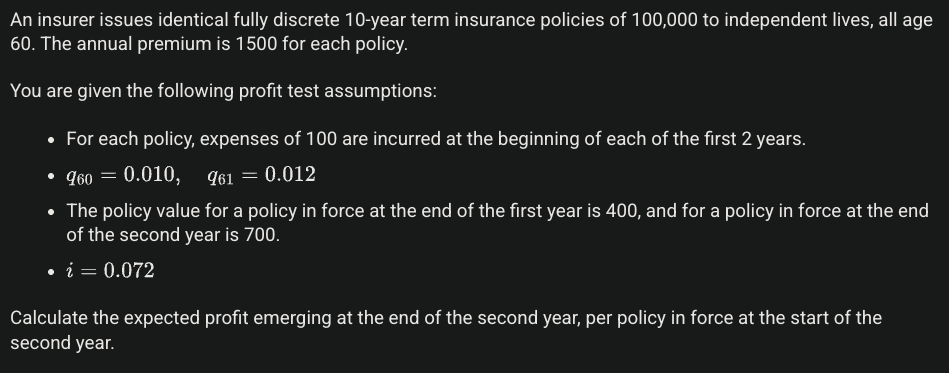 An insurer issues identical fully discrete 10-year term insurance policies of 100,000 to independent lives, all age
60. The annual premium is 1500 for each policy.
You are given the following profit test assumptions:
• For each policy, expenses of 100 are incurred at the beginning of each of the first 2 years.
• q₆₀ = 0.010, q₆₁ = 0.012
• The policy value for a policy in force at the end of the first year is 400, and for a policy in force at the end
of the second year is 700.
• i = 0.072
Calculate the expected profit emerging at the end of the second year, per policy in force at the start of the
second year.